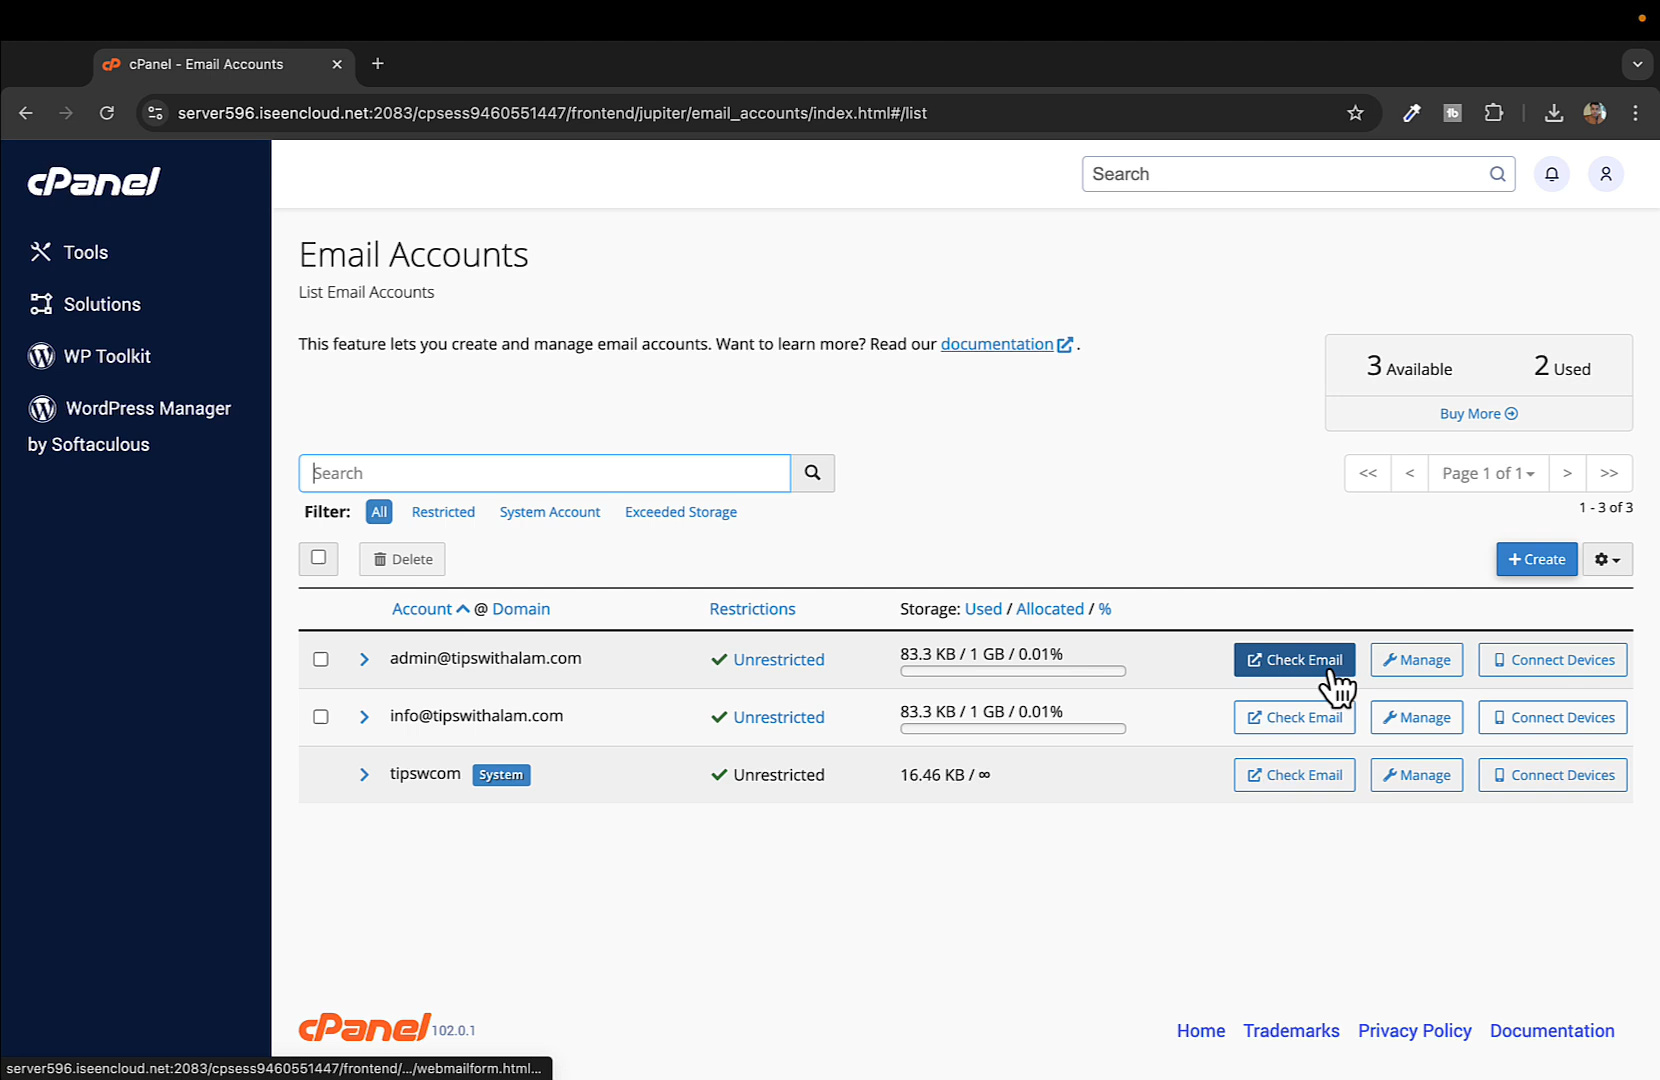 cPanel - Email Accounts
server596.iseencloud.net:2083/cpsess9460551447/frontend/jupiter/email_accounts/index.html#/list
tb
cPanel
Search
Tools
Solutions
WP Toolkit
WordPress Manager
by Softaculous
Email Accounts
List Email Accounts
This feature lets you create and manage email accounts. Want to learn more? Read our documentation .
3 Available 2 Used
Buy More
Search
<< < Page 1 of 1 > >>
Filter: All Restricted System Account Exceeded Storage
1 - 3 of 3
Delete
+ Create
Account @ Domain Restrictions Storage: Used / Allocated / %
admin@tipswithalam.com Unrestricted 83.3 KB / 1 GB / 0.01% Check Email Manage Connect Devices
info@tipswithalam.com Unrestricted 83.3 KB / 1 GB / 0.01% Check Email Manage Connect Devices
tipswcom System Unrestricted 16.46 KB / ∞ Check Email Manage Connect Devices
cPanel 102.0.1
Home Trademarks Privacy Policy Documentation
server596.iseencloud.net:2083/cpsess9460551447/frontend/.../webmailform.html...